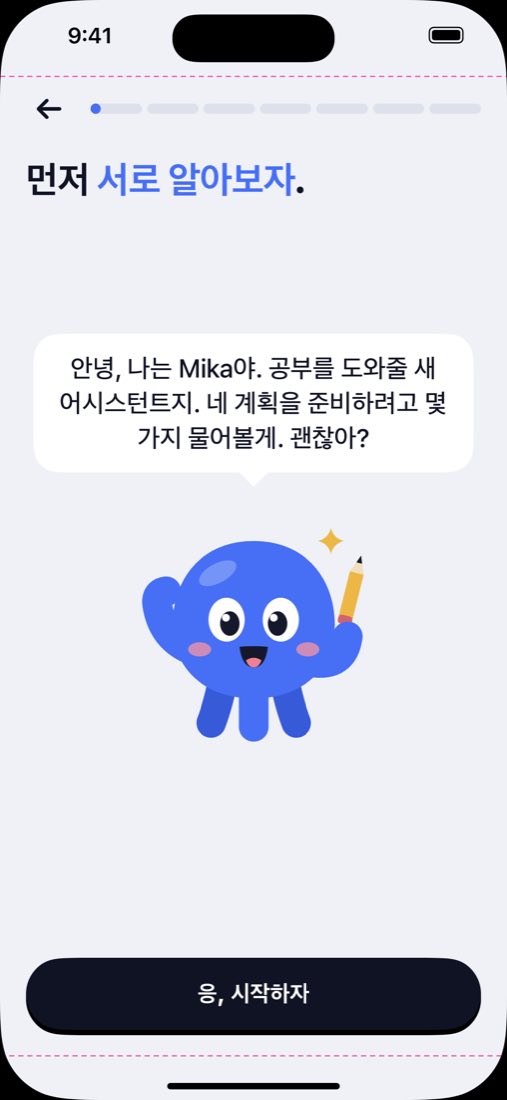 9:41
먼저 서로 알아보자.
안녕, 나는 Mika야. 공부를 도와줄 새
어시스턴트지. 네 계획을 준비하려고 몇
가지 물어볼게. 괜찮아?
응, 시작하자